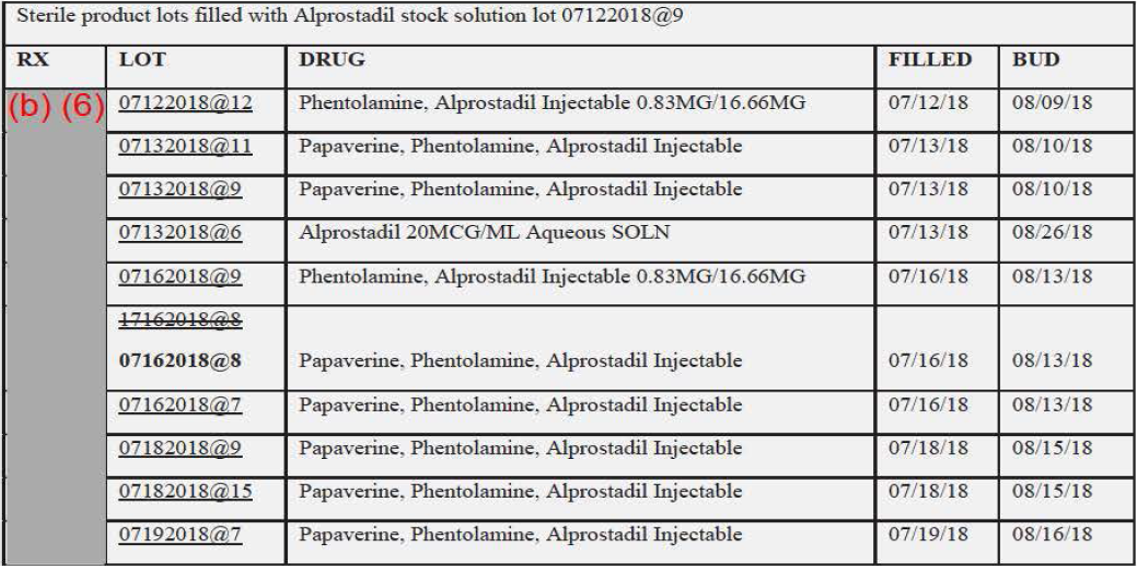 Sterile product lots filled with Alprostadil stock solution lot 07122018@9
RX LOT DRUG FILLED BUD
(b) (6) 07122018@12 Phentolamine, Alprostadil Injectable 0.83MG/16.66MG 07/12/18 08/09/18
07132018@11 Papaverine, Phentolamine, Alprostadil Injectable 07/13/18 08/10/18
07132018@9 Papaverine, Phentolamine, Alprostadil Injectable 07/13/18 08/10/18
07132018@6 Alprostadil 20MCG/ML Aqueous SOLN 07/13/18 08/26/18
07162018@9 Phentolamine, Alprostadil Injectable 0.83MG/16.66MG 07/16/18 08/13/18
17162018@8
07162018@8 Papaverine, Phentolamine, Alprostadil Injectable 07/16/18 08/13/18
07162018@7 Papaverine, Phentolamine, Alprostadil Injectable 07/16/18 08/13/18
07182018@9 Papaverine, Phentolamine, Alprostadil Injectable 07/18/18 08/15/18
07182018@15 Papaverine, Phentolamine, Alprostadil Injectable 07/18/18 08/15/18
07192018@7 Papaverine, Phentolamine, Alprostadil Injectable 07/19/18 08/16/18